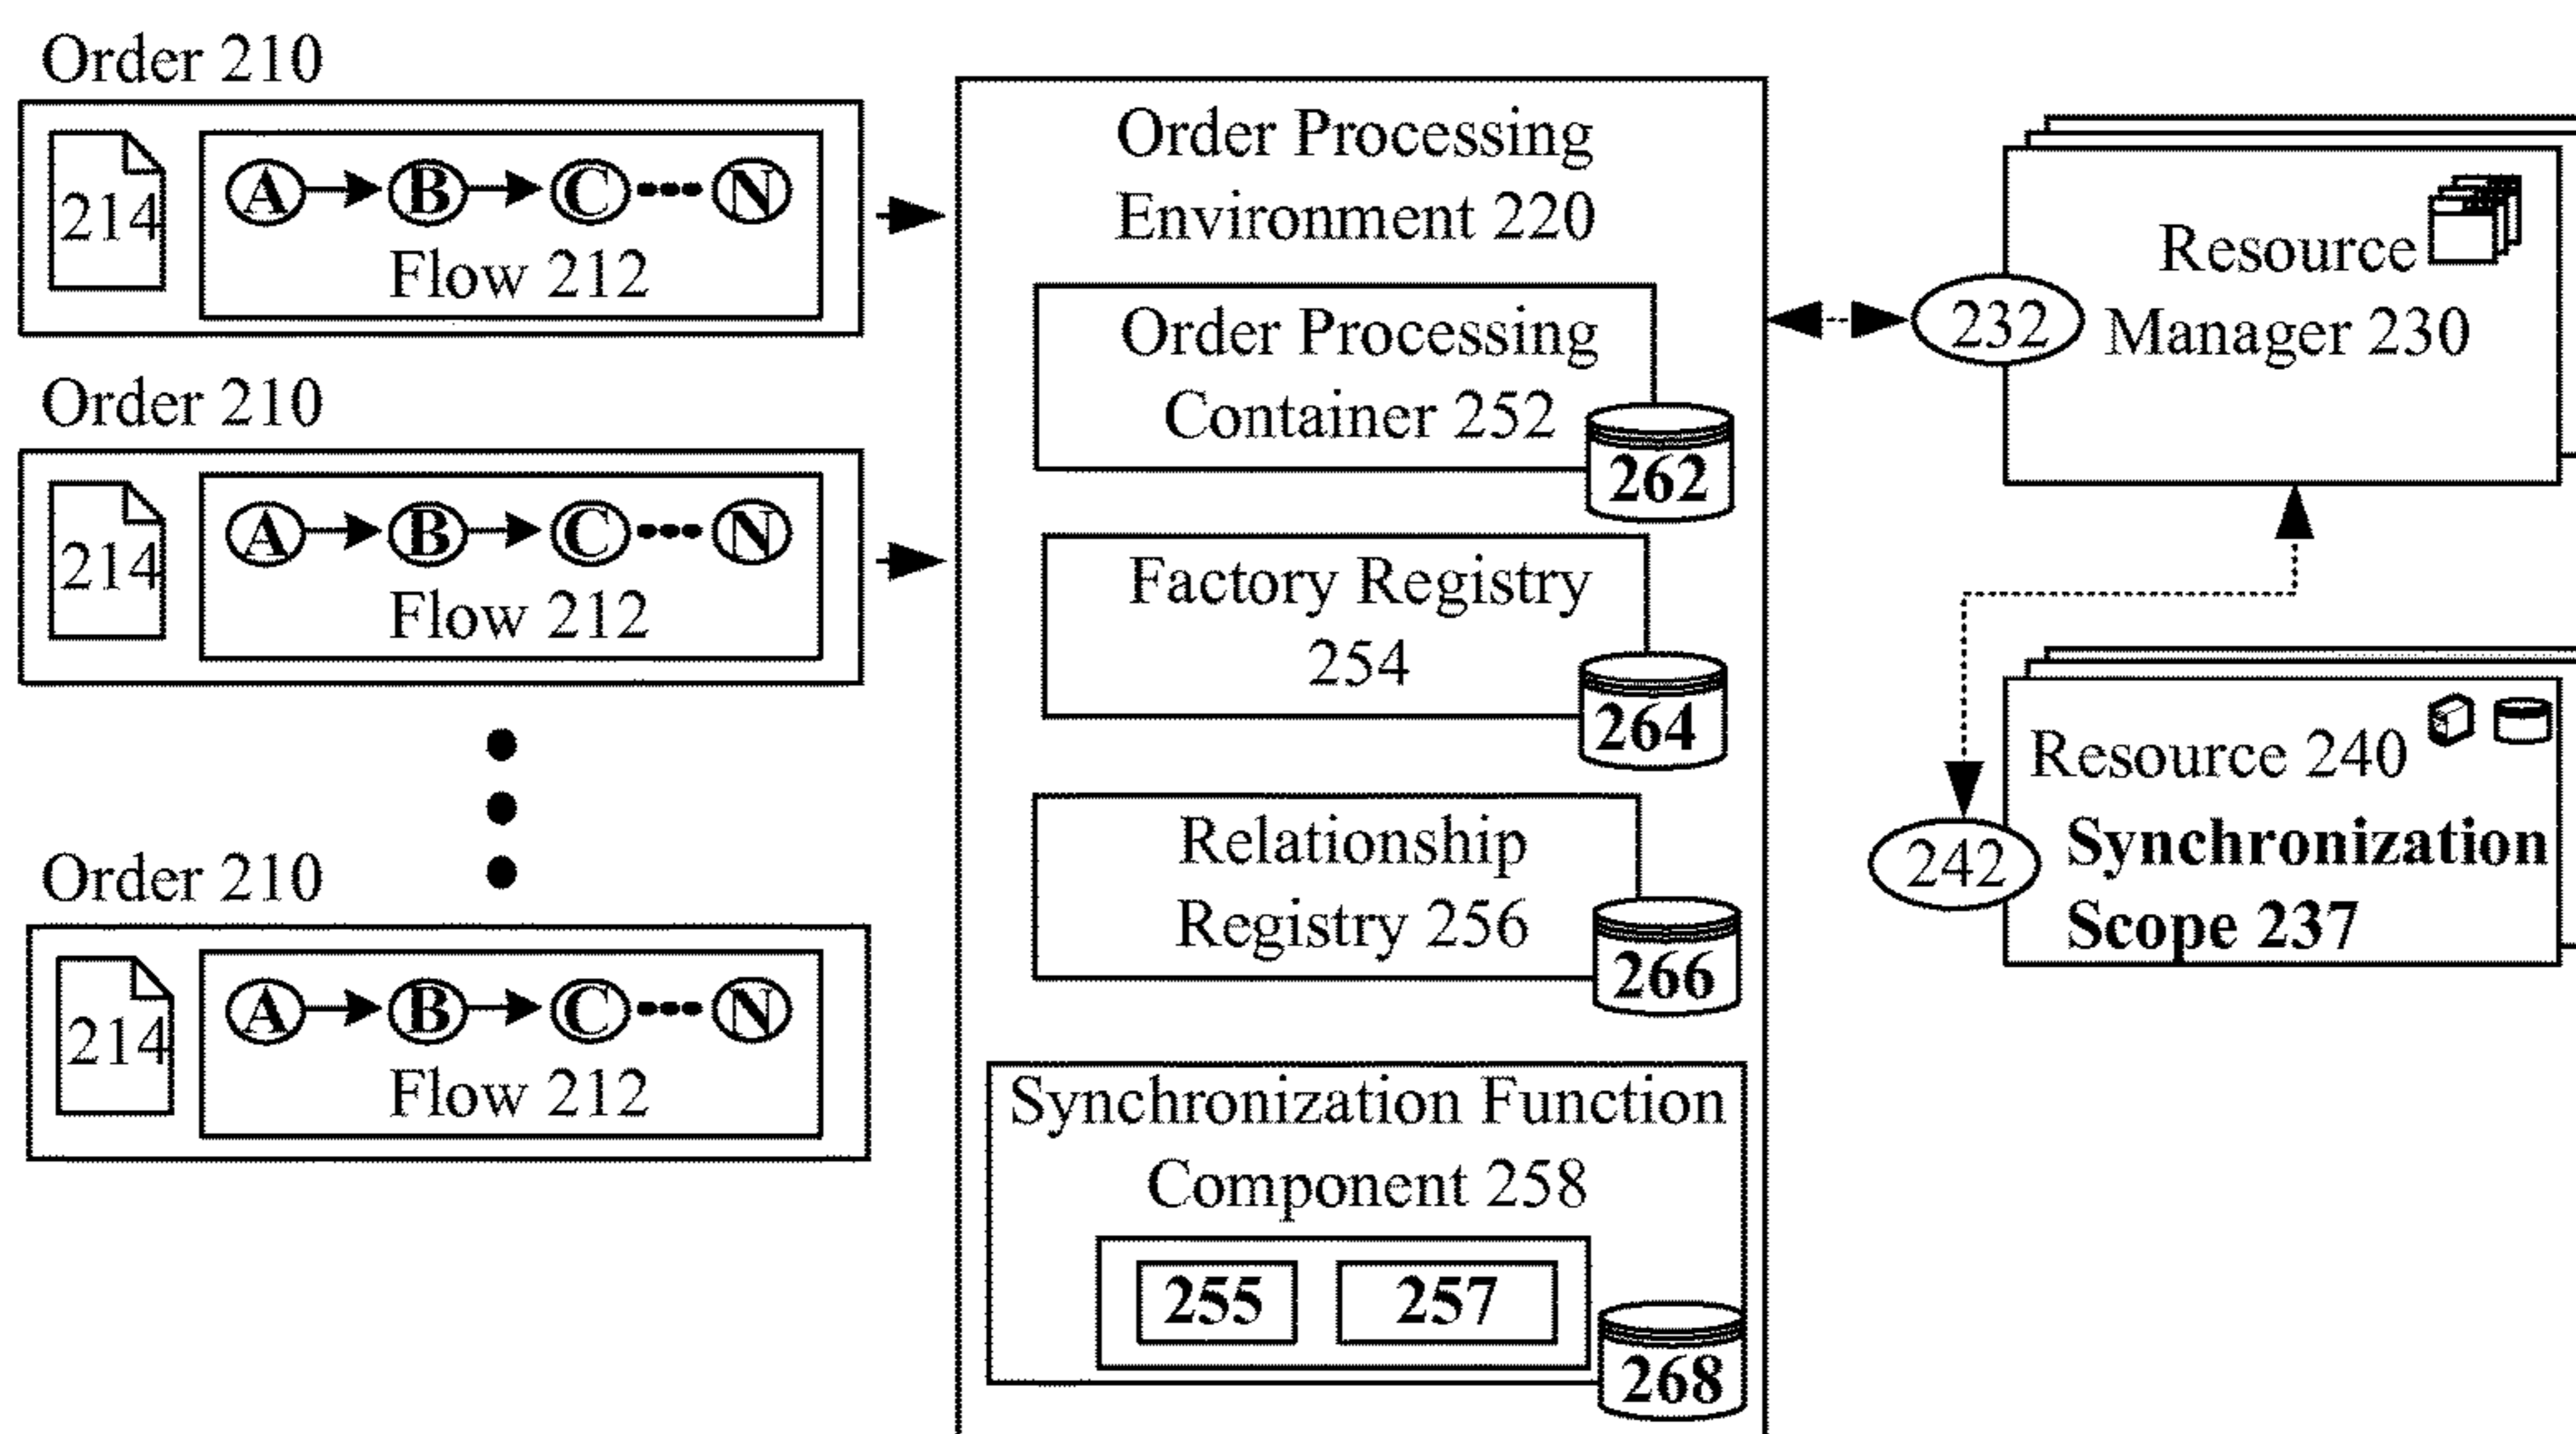 Order 210
214
A B C N
Flow 212
Order 210
214
A B C N
Flow 212
Order 210
214
A B C N
Flow 212
Order Processing
Environment 220
Order Processing
Container 252
262
Factory Registry
254
264
Relationship
Registry 256
266
Synchronization Function
Component 258
255 257
268
Resource
Manager 230
232
Resource 240
Synchronization
Scope 237
242